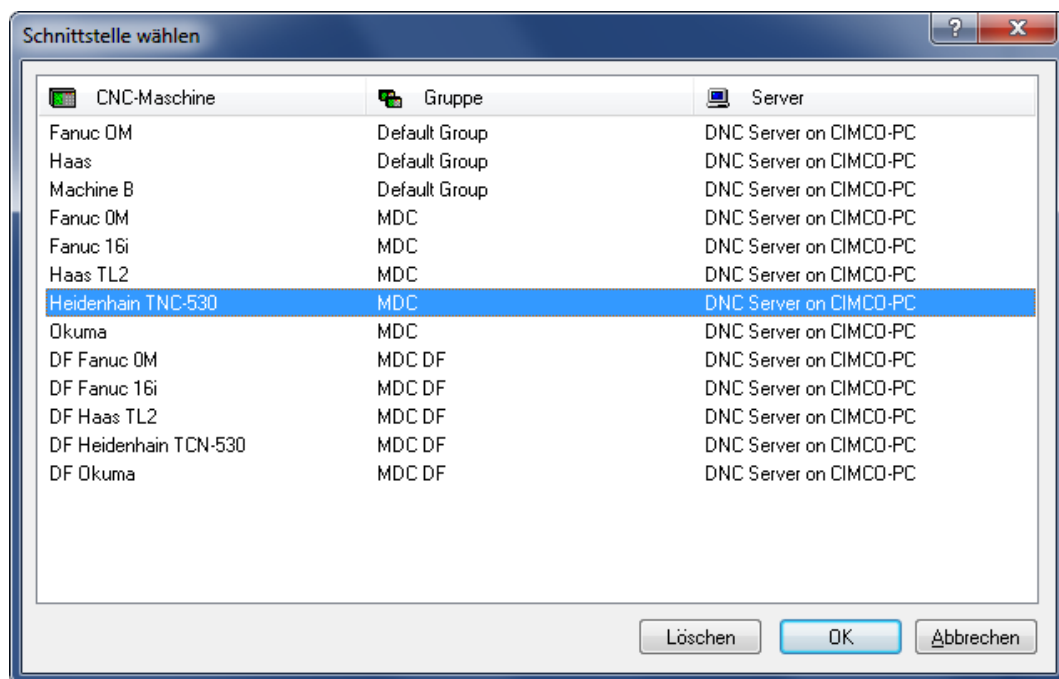 Schnittstelle wählen
CNC-Maschine Gruppe Server
Fanuc 0M Default Group DNC Server on CIMCO-PC
Haas Default Group DNC Server on CIMCO-PC
Machine B Default Group DNC Server on CIMCO-PC
Fanuc 0M MDC DNC Server on CIMCO-PC
Fanuc 16i MDC DNC Server on CIMCO-PC
Haas TL2 MDC DNC Server on CIMCO-PC
Heidenhain TNC-530 MDC DNC Server on CIMCO-PC
Okuma MDC DNC Server on CIMCO-PC
DF Fanuc 0M MDC DF DNC Server on CIMCO-PC
DF Fanuc 16i MDC DF DNC Server on CIMCO-PC
DF Haas TL2 MDC DF DNC Server on CIMCO-PC
DF Heidenhain TCN-530 MDC DF DNC Server on CIMCO-PC
DF Okuma MDC DF DNC Server on CIMCO-PC
Löschen OK Abbrechen